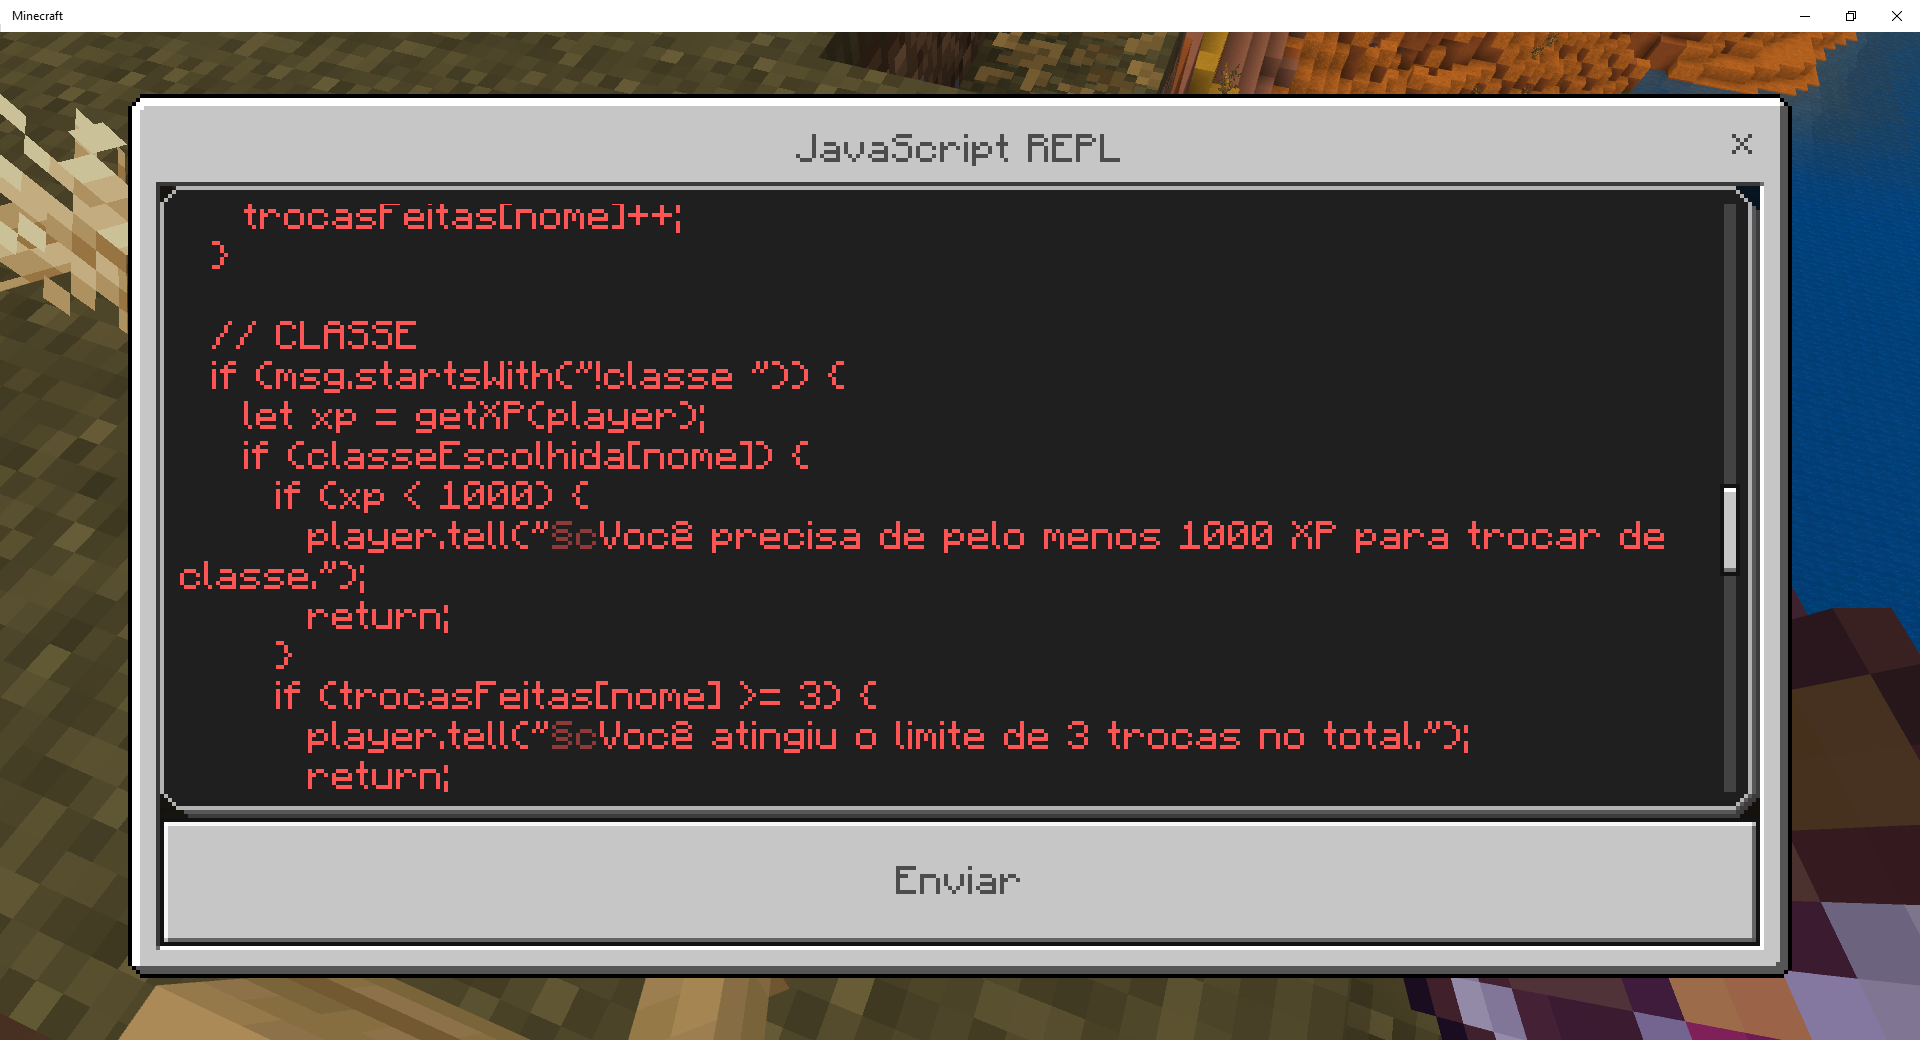 Minecraft
JavaScript REPL
trocasFeitas[nome]++;
}
// CLASSE
if (msg.startsWith("!classe ")) {
let xp = getXP(player);
if (classeEscolhida[nome]) {
if (xp < 1000) {
player.tell("§cVocê precisa de pelo menos 1000 XP para trocar de
classe.");
return;
}
if (trocasFeitas[nome] >= 3) {
player.tell("§cVocê atingiu o limite de 3 trocas no total.");
return;
Enviar